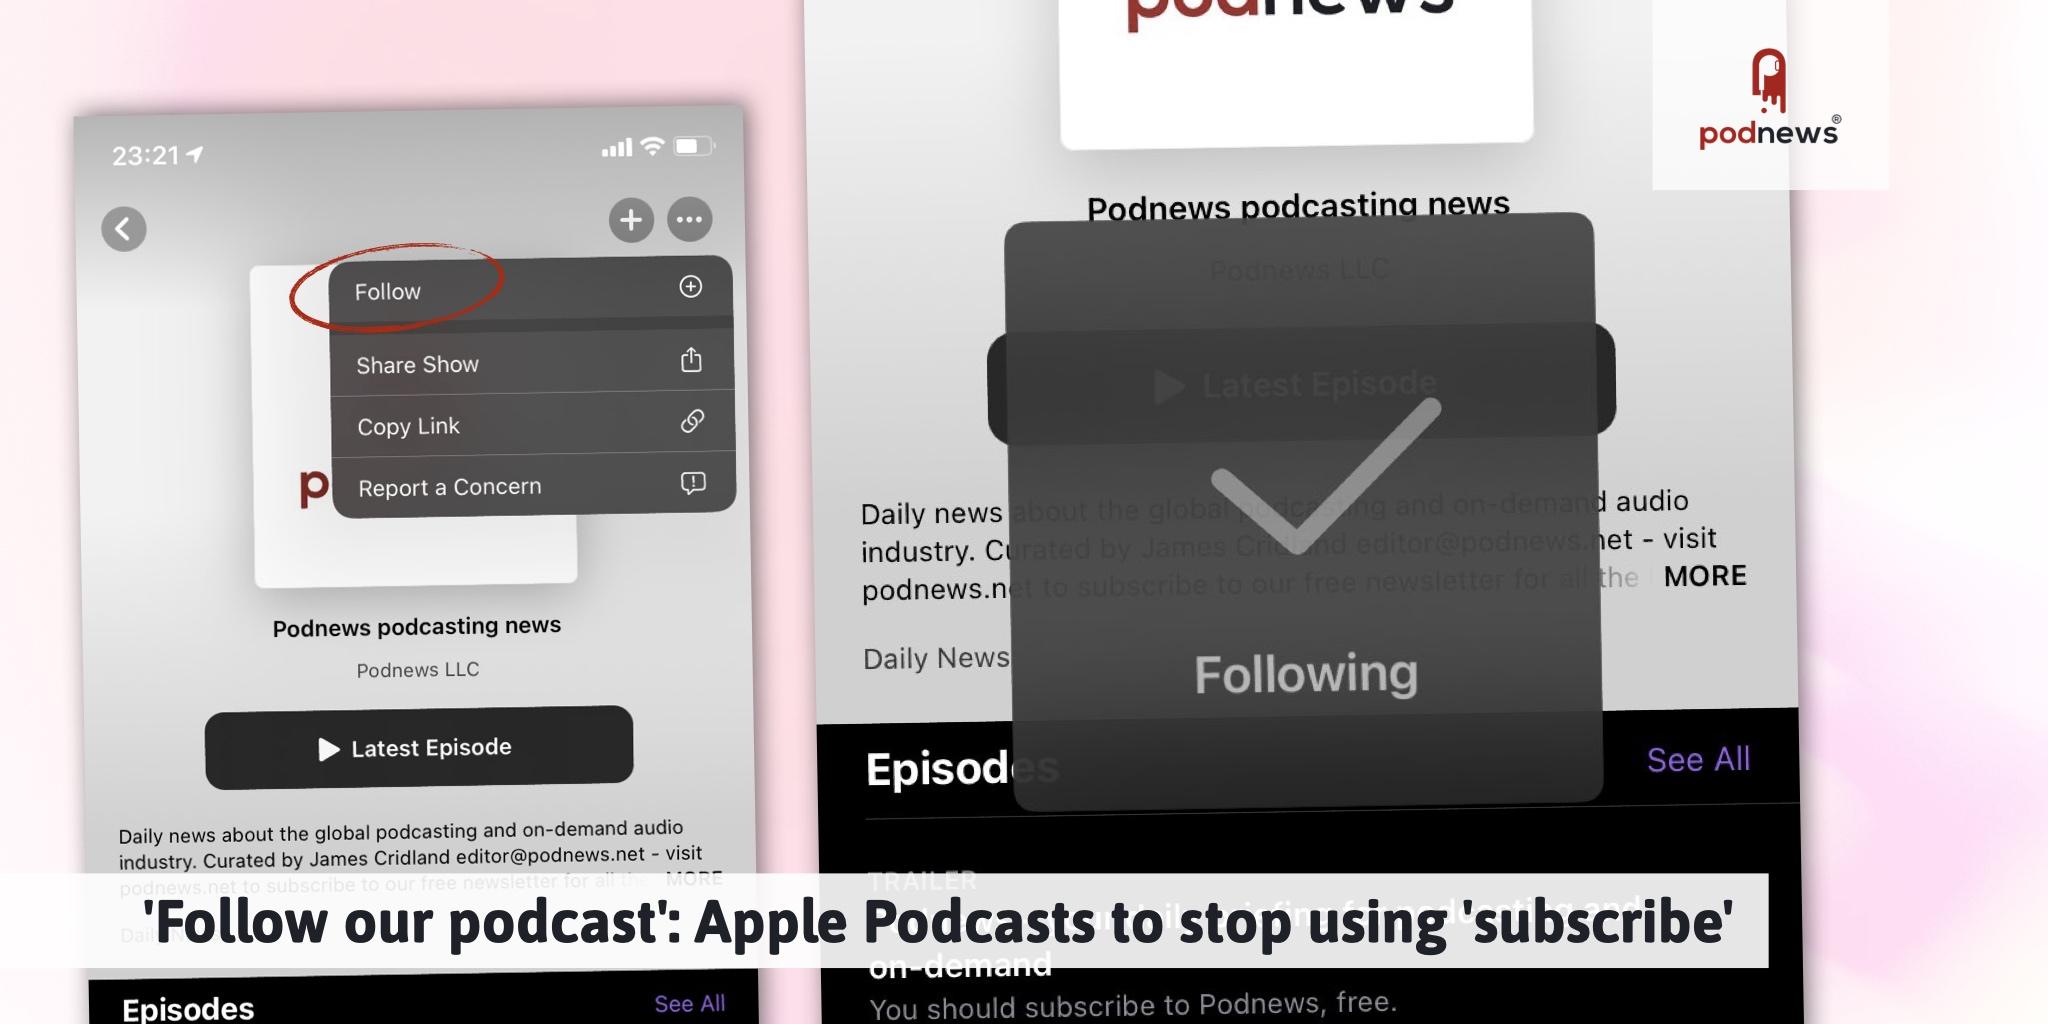 23:21
Follow
Share Show
Copy Link
Report a Concern
p
Podnews podcasting news
Podnews LLC
Latest Episode
Daily news about the global podcasting and on-demand audio
industry. Curated by James Cridland editor@podnews.net - visit
podnews.net to subscribe to our free newsletter for all the MORE
Episodes
See All
podnews
Podnews podcasting news
Podnews LLC
Latest Episode
Daily news about the global podcasting and on-demand audio
industry. Curated by James Cridland editor@podnews.net - visit
podnews.net to subscribe to our free newsletter for all the MORE
Daily News
Following
Episodes
See All
TRAILER
on-demand
You should subscribe to Podnews, free.
podnews®
'Follow our podcast': Apple Podcasts to stop using 'subscribe'